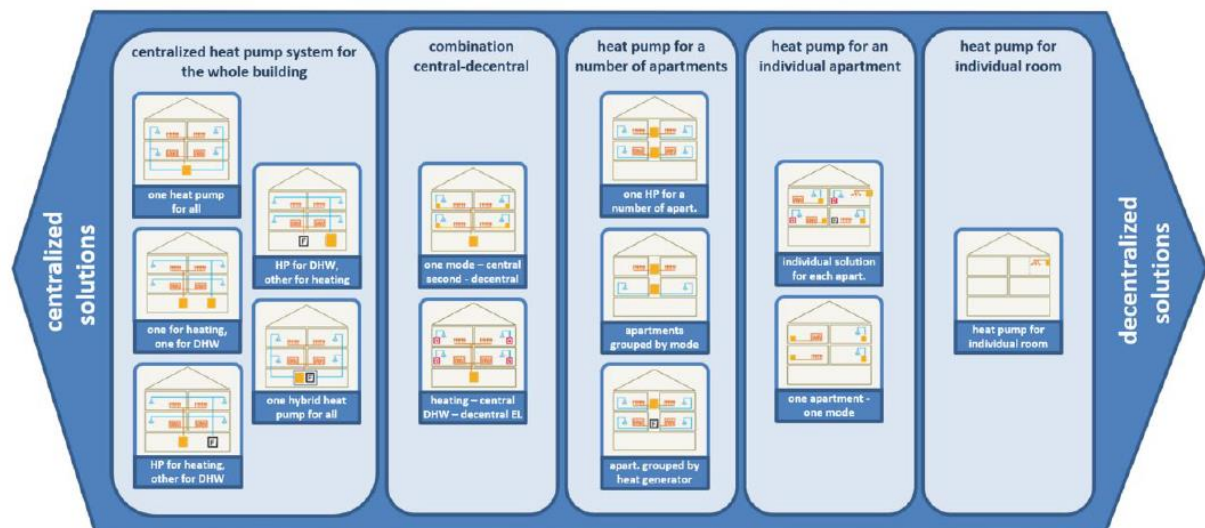 centralized solutions
centralized heat pump system for
the whole building
one heat pump
for all
one for heating,
one for DHW
HP for heating,
other for DHW
HP for DHW,
other for heating
one hybrid heat
pump for all
combination
central-decentral
one mode – central
second - decentral
heating – central
DHW – decentral EL
heat pump for a
number of apartments
one HP for a
number of apart.
apartments
grouped by mode
apart. grouped by
heat generator
heat pump for an
individual apartment
individual solution
for each apart.
one apartment -
one mode
heat pump for
individual room
heat pump for
individual room
decentralized
solutions